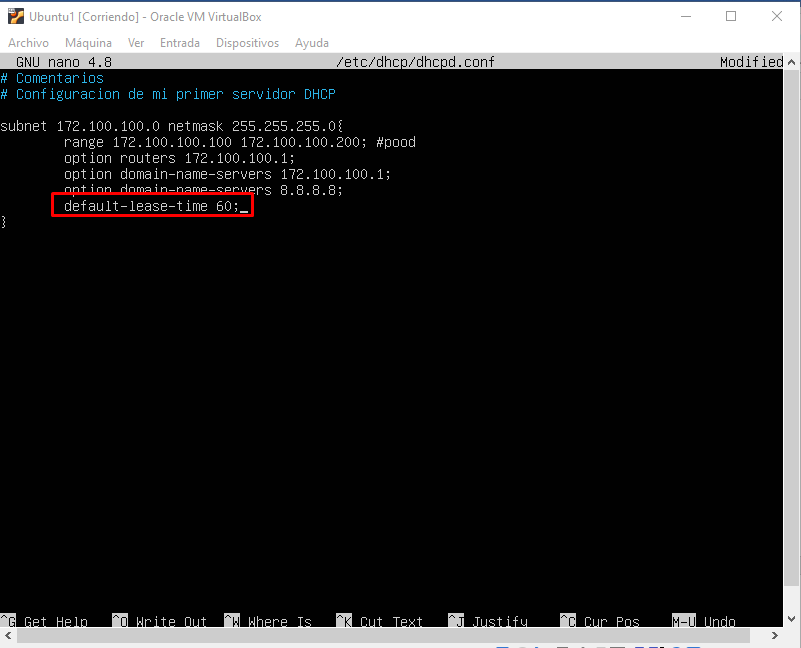 Ubuntu1 [Corriendo] - Oracle VM VirtualBox
Archivo Máquina Ver Entrada Dispositivos Ayuda
GNU nano 4.8 /etc/dhcp/dhcpd.conf Modified
# Comentarios
# Configuracion de mi primer servidor DHCP
subnet 172.100.100.0 netmask 255.255.255.0{
range 172.100.100.100 172.100.100.200; #pood
option routers 172.100.100.1;
option domain-name-servers 172.100.100.1;
option domain-name-servers 8.8.8.8;
default-lease-time 60;_
}
^G Get Help ^O Write Out ^W Where Is ^K Cut Text ^J Justify ^C Cur Pos M-U Undo